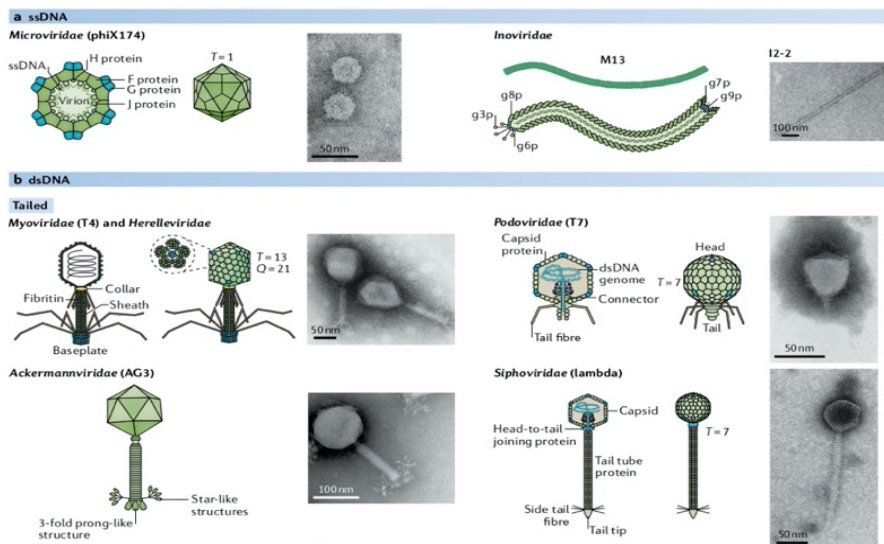 a ssDNA
Microviridae (phiX174)
H protein
ssDNA
F protein
G protein
Virion
J protein
T = 1
50 nm
Inoviridae
M13
g7p
g8p
g9p
g3p
g6p
I2-2
100 nm
b dsDNA
Tailed
Myoviridae (T4) and Herelleviridae
T = 13
Q = 21
Collar
Fibritin
Sheath
Baseplate
50 nm
Podoviridae (T7)
Capsid
protein
dsDNA
genome
Connector
Tail fibre
Head
T = 7
Tail
50 nm
Ackermannviridae (AG3)
Star-like
structures
3-fold prong-like
structure
100 nm
Siphoviridae (lambda)
Capsid
Head-to-tail
joining protein
T = 7
Tail tube
protein
Side tail
fibre
Tail tip
50 nm